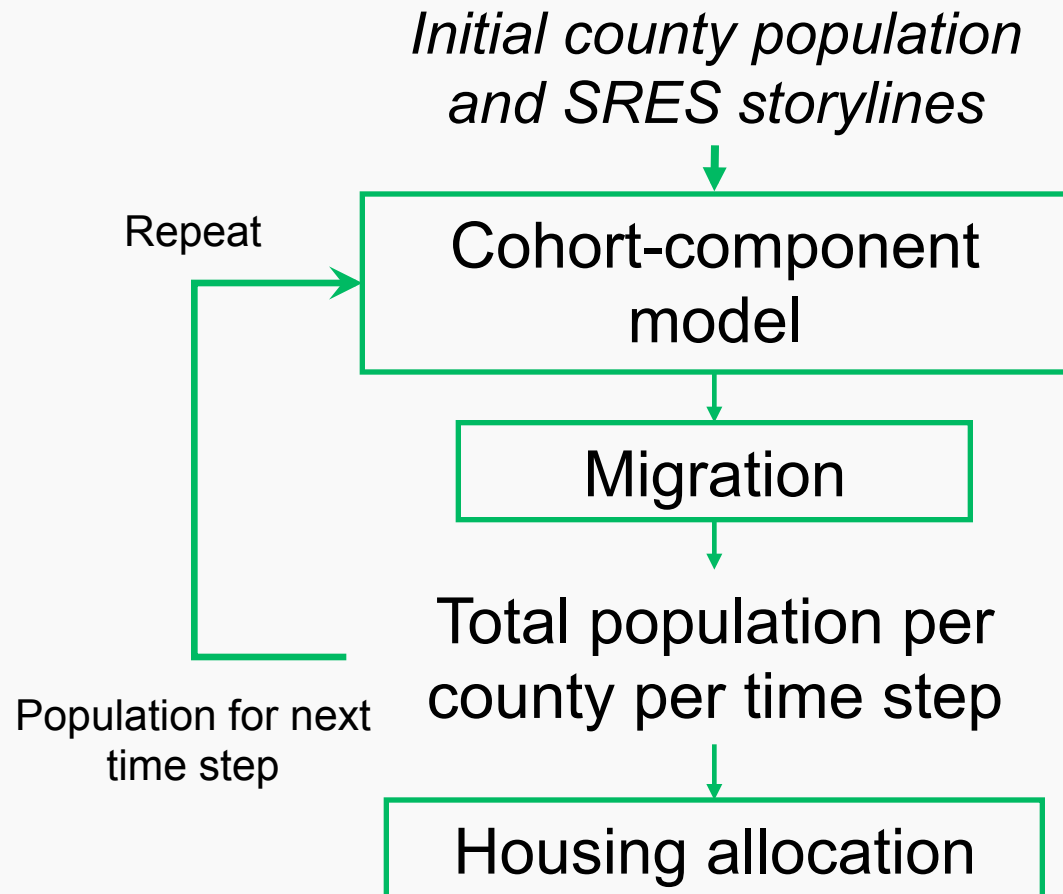 Initial county population
and SRES storylines
Repeat
Cohort-component
model
Migration
Total population per
county per time step
Population for next
time step
Housing allocation